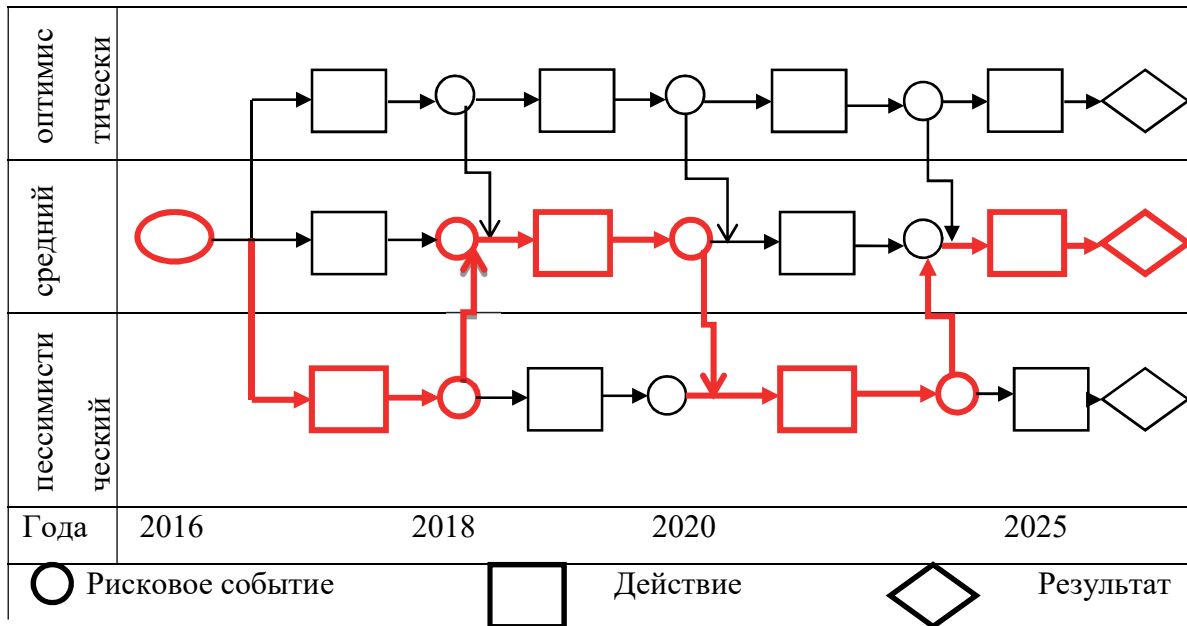 оптимис
тически
средний
пессимисти
ческий
Года 2016 2018 2020 2025
Рисковое событие Действие Результат